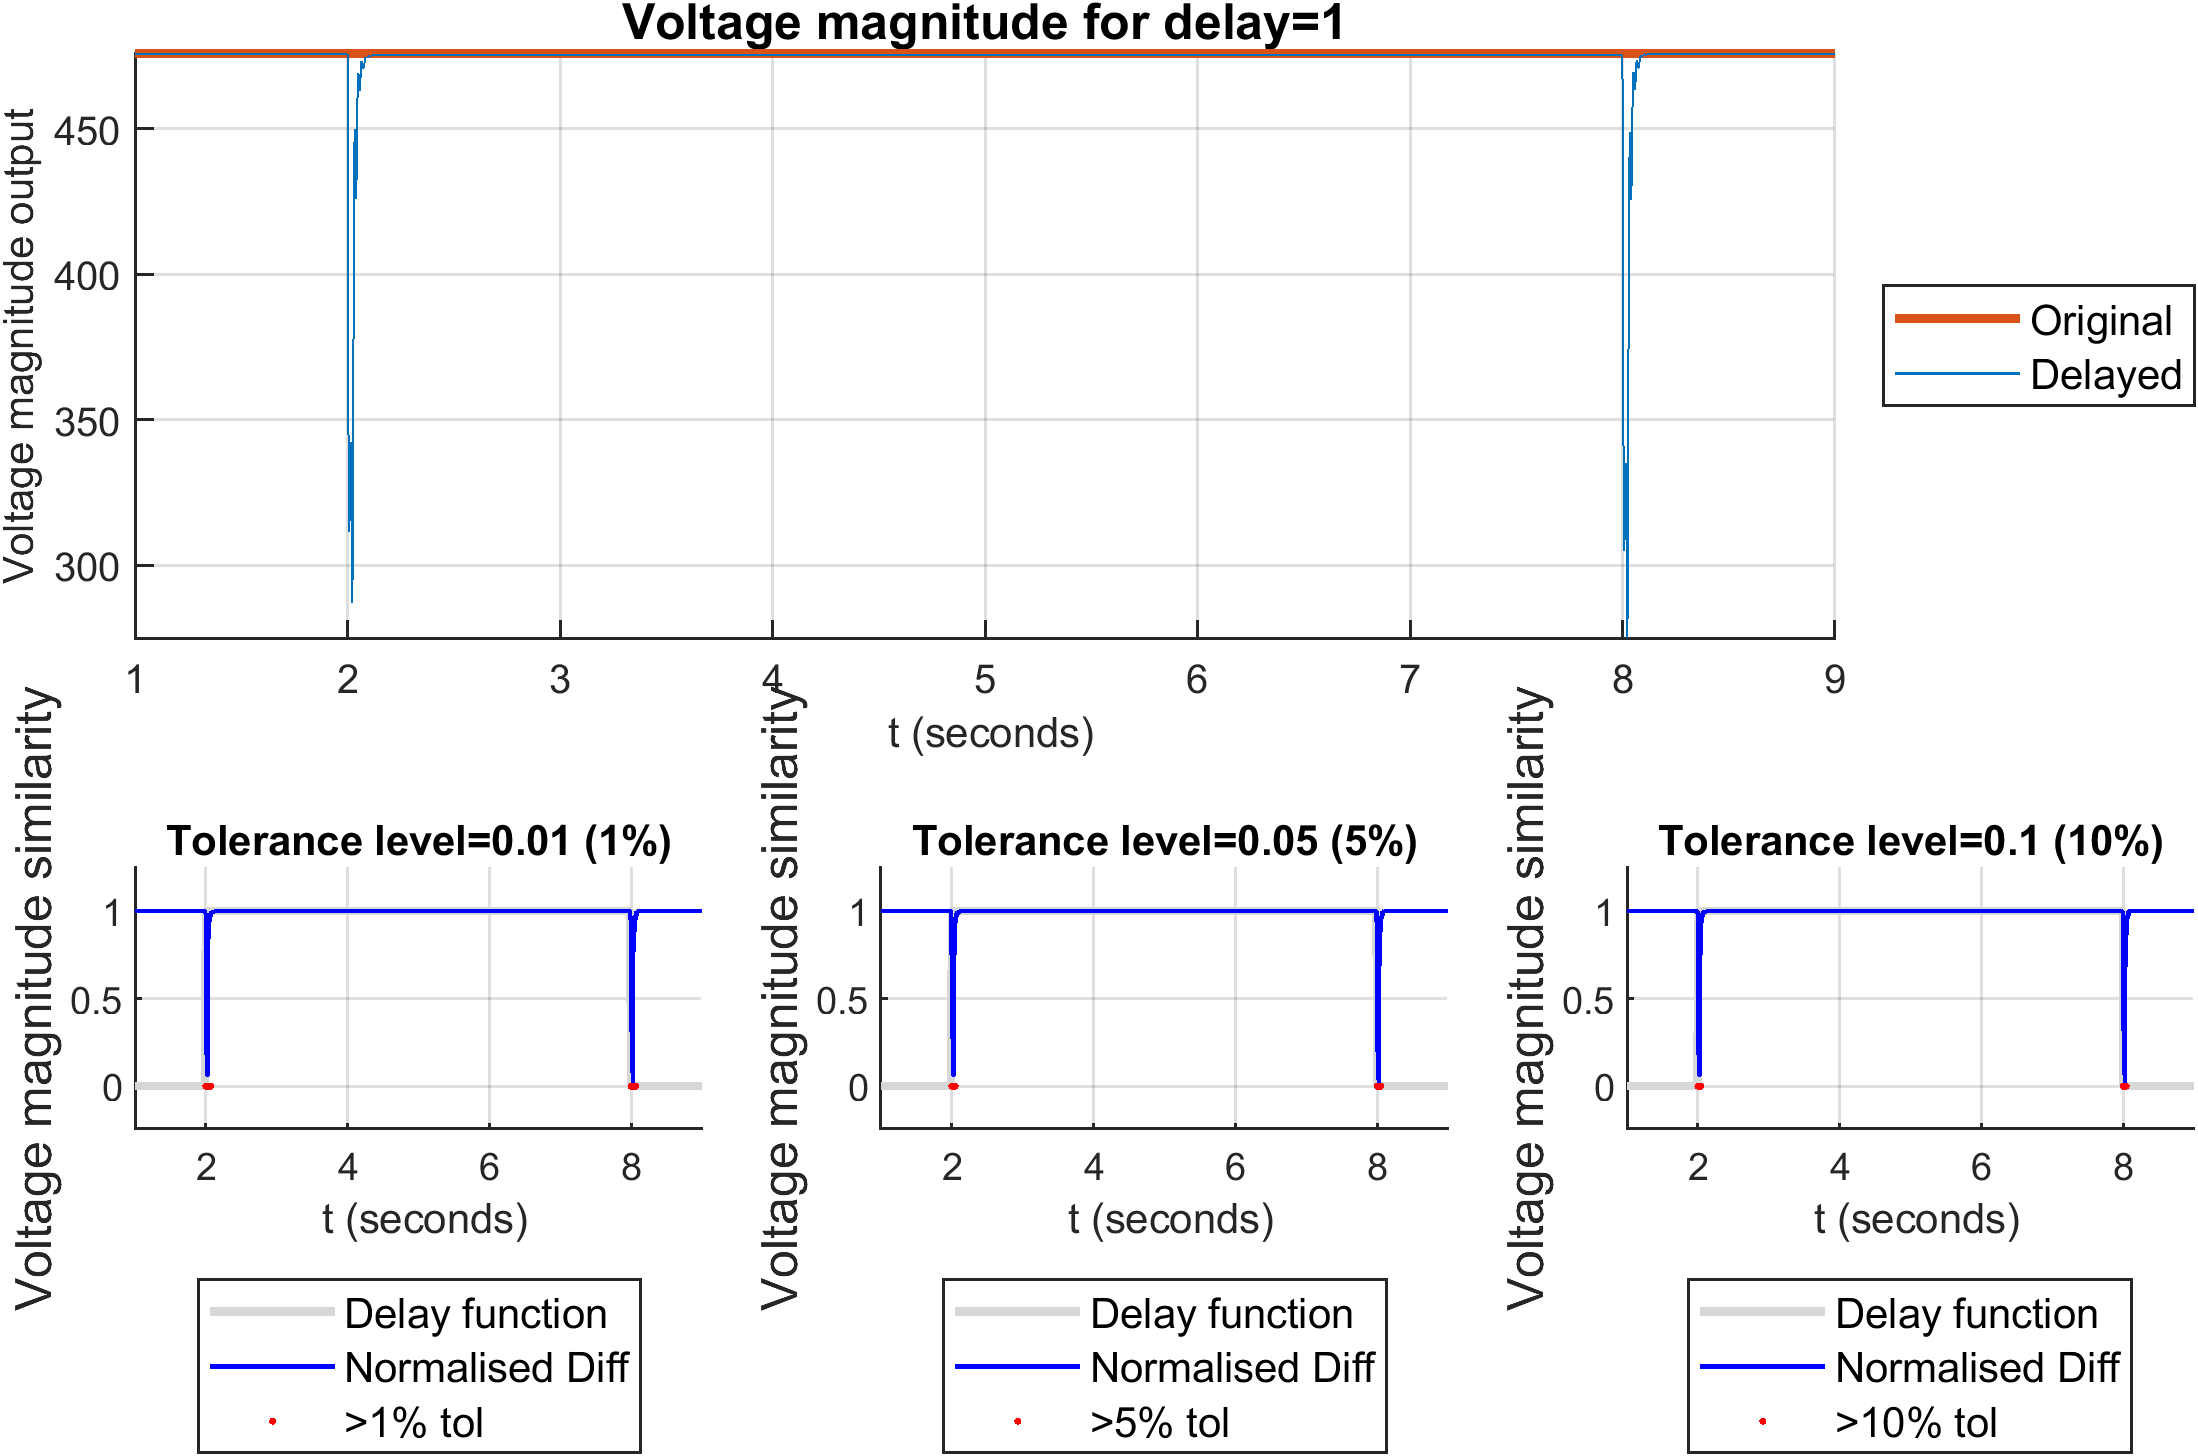 Voltage magnitude for delay=1
Voltage magnitude output
450
400
350
300
1 2 3 4 5 6 7 8 9
t (seconds)
Original
Delayed
Tolerance level=0.01 (1%)
Voltage magnitude similarity
1
0.5
0
2 4 6 8
t (seconds)
Delay function
Normalised Diff
>1% tol
Tolerance level=0.05 (5%)
Voltage magnitude similarity
1
0.5
0
2 4 6 8
t (seconds)
Delay function
Normalised Diff
>5% tol
Tolerance level=0.1 (10%)
Voltage magnitude similarity
1
0.5
0
2 4 6 8
t (seconds)
Delay function
Normalised Diff
>10% tol